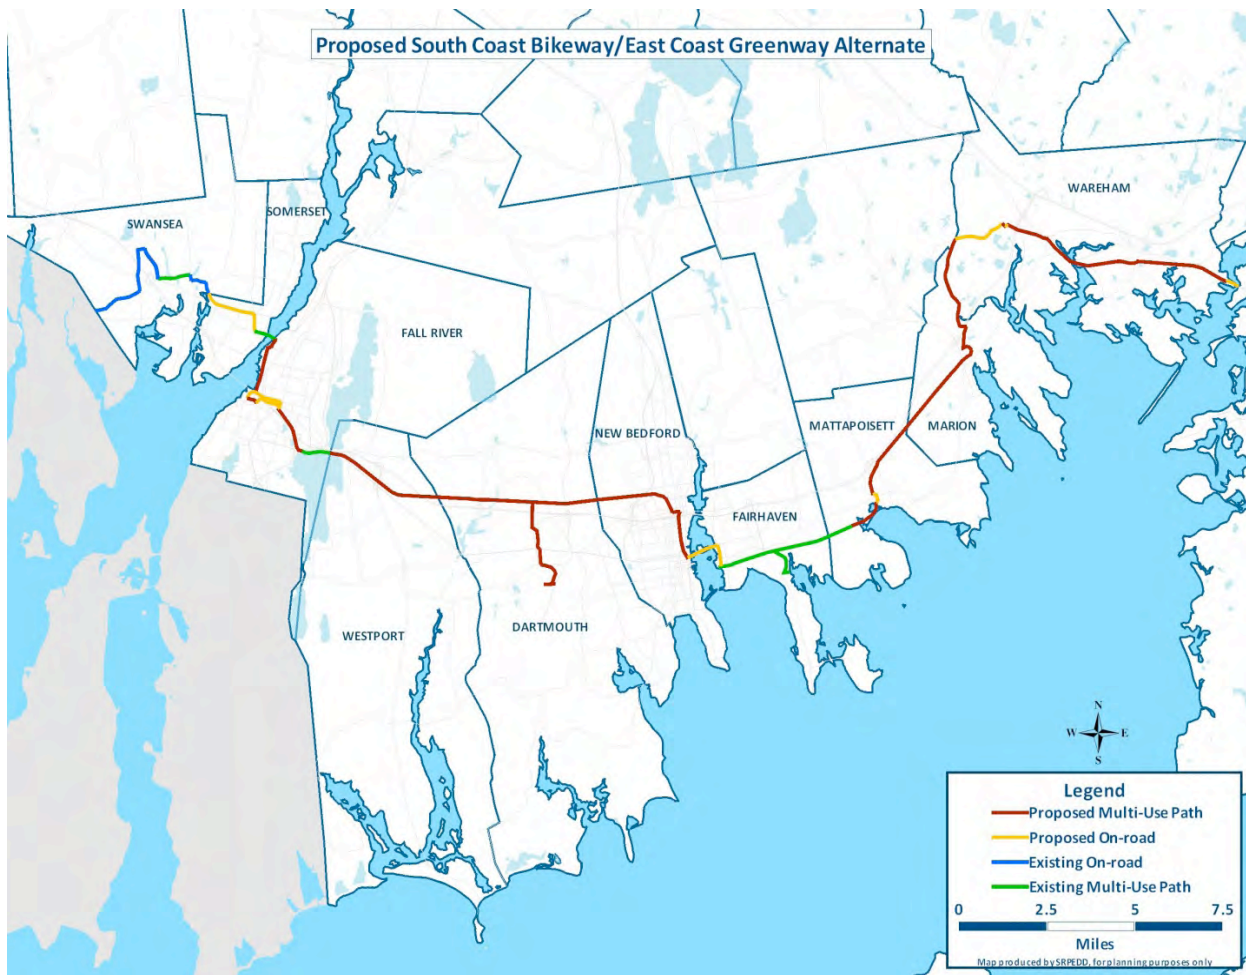 Proposed South Coast Bikeway/East Coast Greenway Alternate
WAREHAM
SOMERSET
SWANSEA
FALL RIVER
MATTAPOISETT
MARION
NEW BEDFORD
FAIRHAVEN
DARTMOUTH
WESTPORT
N
W E
S
Legend
Proposed Multi-Use Path
Proposed On-road
Existing On-road
Existing Multi-Use Path
0 2.5 5 7.5
Miles
Map produced by SRPEDD, for planning purposes only